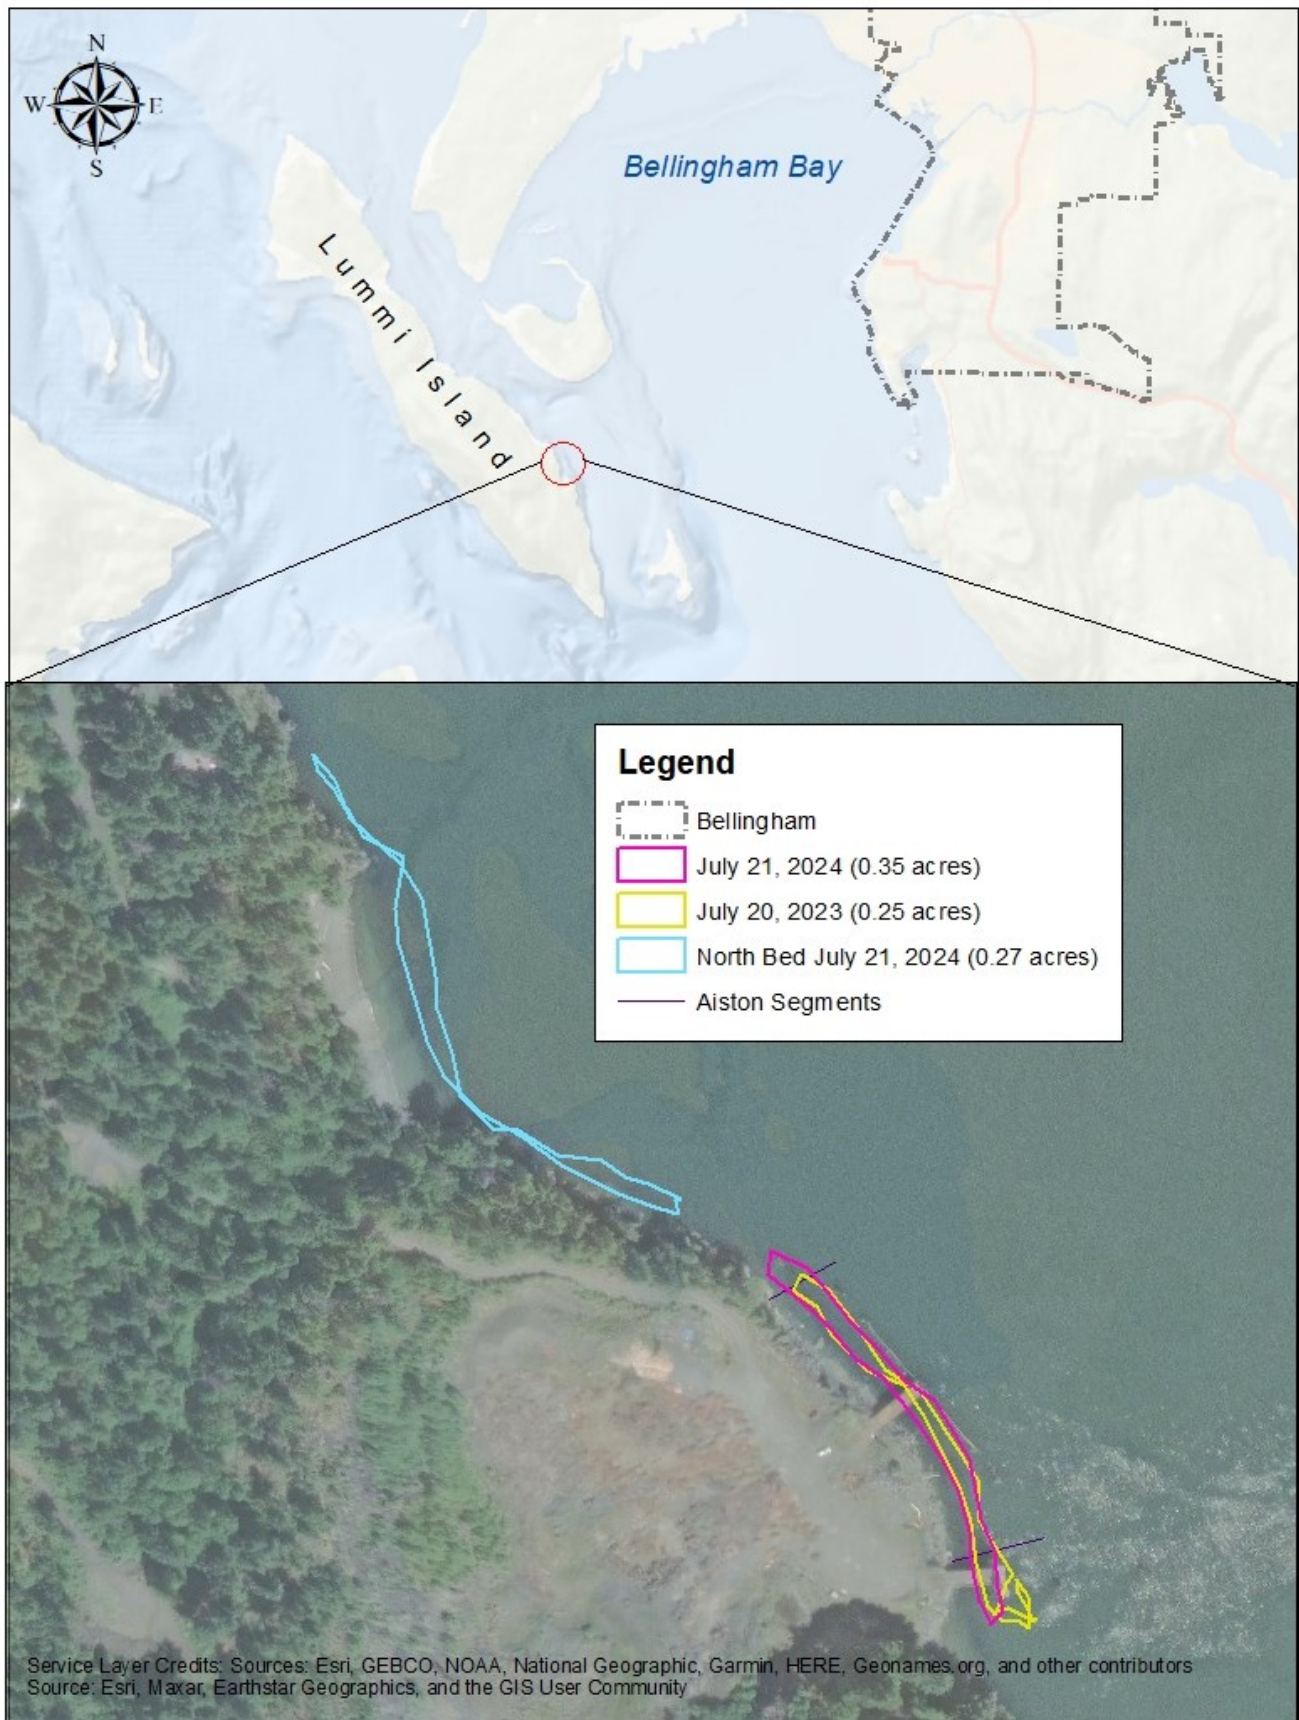 N
W E
S
Bellingham Bay
Lummi Island
Legend
Bellingham
July 21, 2024 (0.35 acres)
July 20, 2023 (0.25 acres)
North Bed July 21, 2024 (0.27 acres)
Aiston Segments
Service Layer Credits: Sources: Esri, GEBCO, NOAA, National Geographic, Garmin, HERE, Geonames.org, and other contributors
Source: Esri, Maxar, Earthstar Geographics, and the GIS User Community